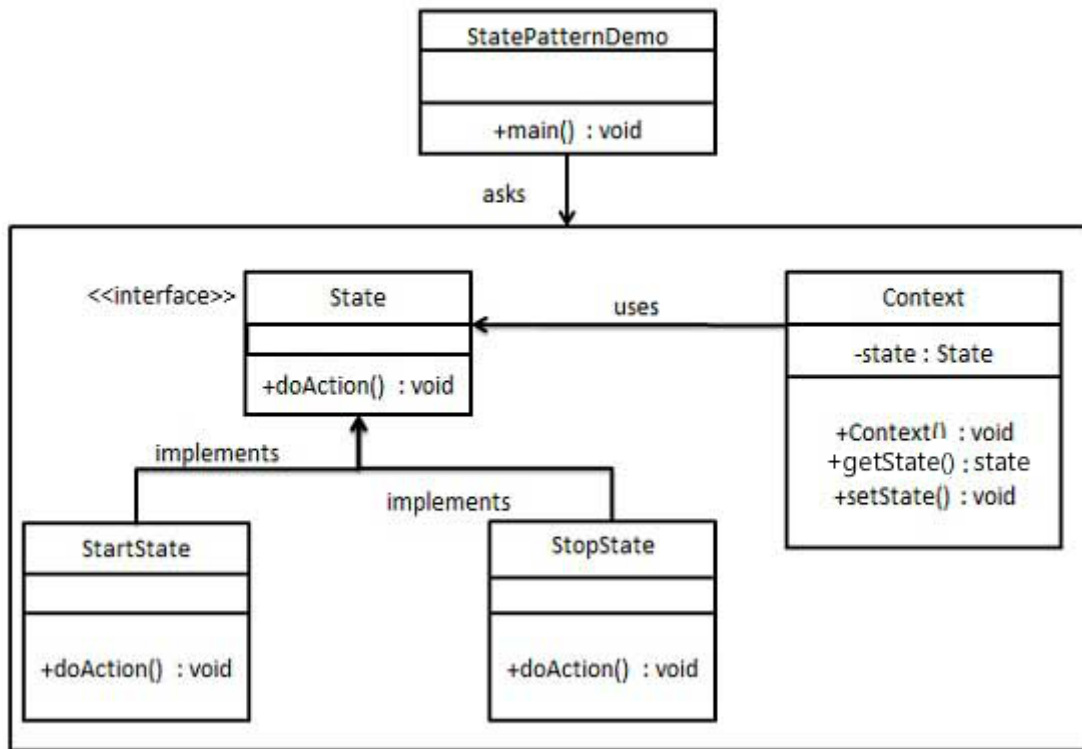 StatePatternDemo
+main() : void
asks
<<interface>>
State
uses
Context
-state : State
+doAction() : void
+Context() : void
+getState() : state
+setState() : void
implements
implements
StartState
StopState
+doAction() : void
+doAction() : void